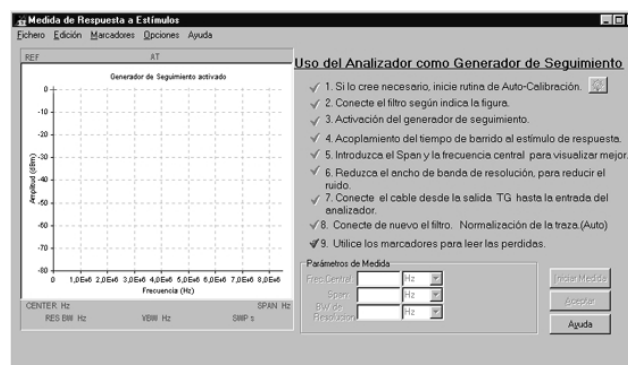 Medida de Respuesta a Estímulos
Fichero Edición Marcadores Opciones Ayuda
REF AT
Generador de Seguimiento activado
0
-10
-20
-30
-40
-50
-60
-70
-80
Amplitud (dBm)
0 1,0E+6 2,0E+6 3,0E+6 4,0E+6 5,0E+6 6,0E+6 7,0E+6 8,0E+6
Frecuencia (Hz)
CENTER Hz SPAN Hz
RES BW Hz VBW Hz SWP s
Uso del Analizador como Generador de Seguimiento
1. Si lo cree necesario, inicie rutina de Auto-Calibración.
2. Conecte el filtro según indica la figura.
3. Activación del generador de seguimiento.
4. Acoplamiento del tiempo de barrido al estímulo de respuesta.
5. Introduzca el Span y la frecuencia central para visualizar mejor.
6. Reduzca el ancho de banda de resolución, para reducir el
ruido.
7. Conecte el cable desde la salida TG hasta la entrada del
analizador.
8. Conecte de nuevo el filtro. Normalización de la traza.(Auto)
9. Utilice los marcadores para leer las perdidas.
Parámetros de Medida
Frec.Central Hz
Span Hz
BW de
Resolucion Hz
Iniciar Medida
Aceptar
Ayuda